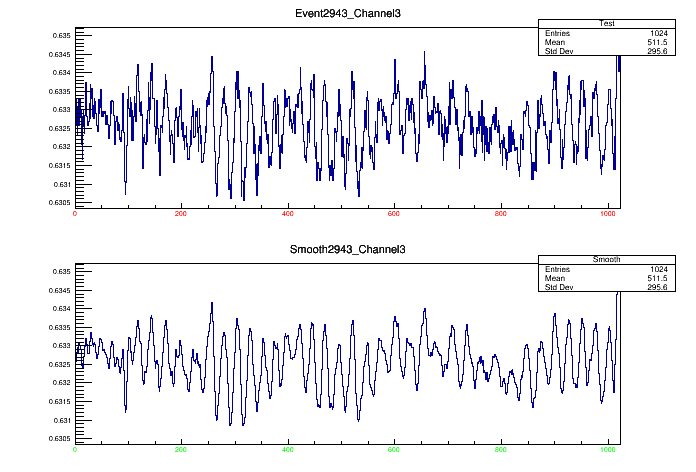 Event2943_Channel3
Test
Entries 1024
Mean 511.5
Std Dev 295.6
0.635
0.6345
0.634
0.6335
0.633
0.6325
0.632
0.6315
0.631
0.6305
0 200 400 600 800 1000
Smooth2943_Channel3
Smooth
Entries 1024
Mean 511.5
Std Dev 295.6
0.635
0.6345
0.634
0.6335
0.633
0.6325
0.632
0.6315
0.631
0.6305
0 200 400 600 800 1000